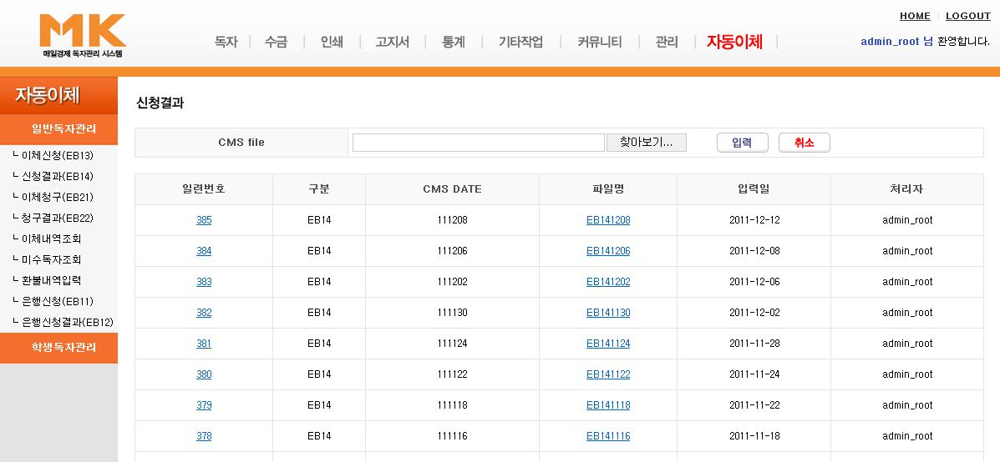 HOME LOGOUT
MK
매일경제 독자관리 시스템
독자 수금 인쇄 고지서 통계 기타작업 커뮤니티 관리 자동이체
admin_root 님 환영합니다.
자동이체
일반독자관리
└ 이체신청(EB13)
└ 신청결과(EB14)
└ 이체청구(EB21)
└ 청구결과(EB22)
└ 이체내역조회
└ 미수독자조회
└ 환불내역입력
└ 은행신청(EB11)
└ 은행신청결과(EB12)
학생독자관리
신청결과
CMS file 찾아보기... 입력 취소
일련번호 구분 CMS DATE 파일명 입력일 처리자
385 EB14 111208 EB141208 2011-12-12 admin_root
384 EB14 111206 EB141206 2011-12-08 admin_root
383 EB14 111202 EB141202 2011-12-06 admin_root
382 EB14 111130 EB141130 2011-12-02 admin_root
381 EB14 111124 EB141124 2011-11-28 admin_root
380 EB14 111122 EB141122 2011-11-24 admin_root
379 EB14 111118 EB141118 2011-11-22 admin_root
378 EB14 111116 EB141116 2011-11-18 admin_root